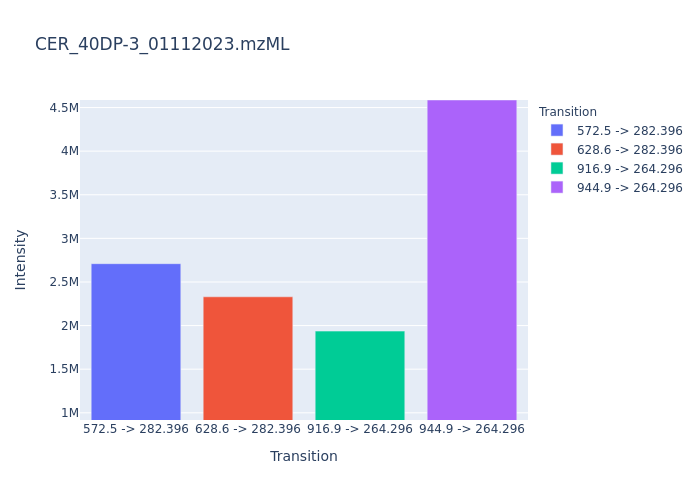 CER_40DP-3_01112023.mzML
4.5M
4M
3.5M
3M
2.5M
2M
1.5M
1M
Intensity
572.5 -> 282.396 628.6 -> 282.396 916.9 -> 264.296 944.9 -> 264.296
Transition
Transition
572.5 -> 282.396
628.6 -> 282.396
916.9 -> 264.296
944.9 -> 264.296